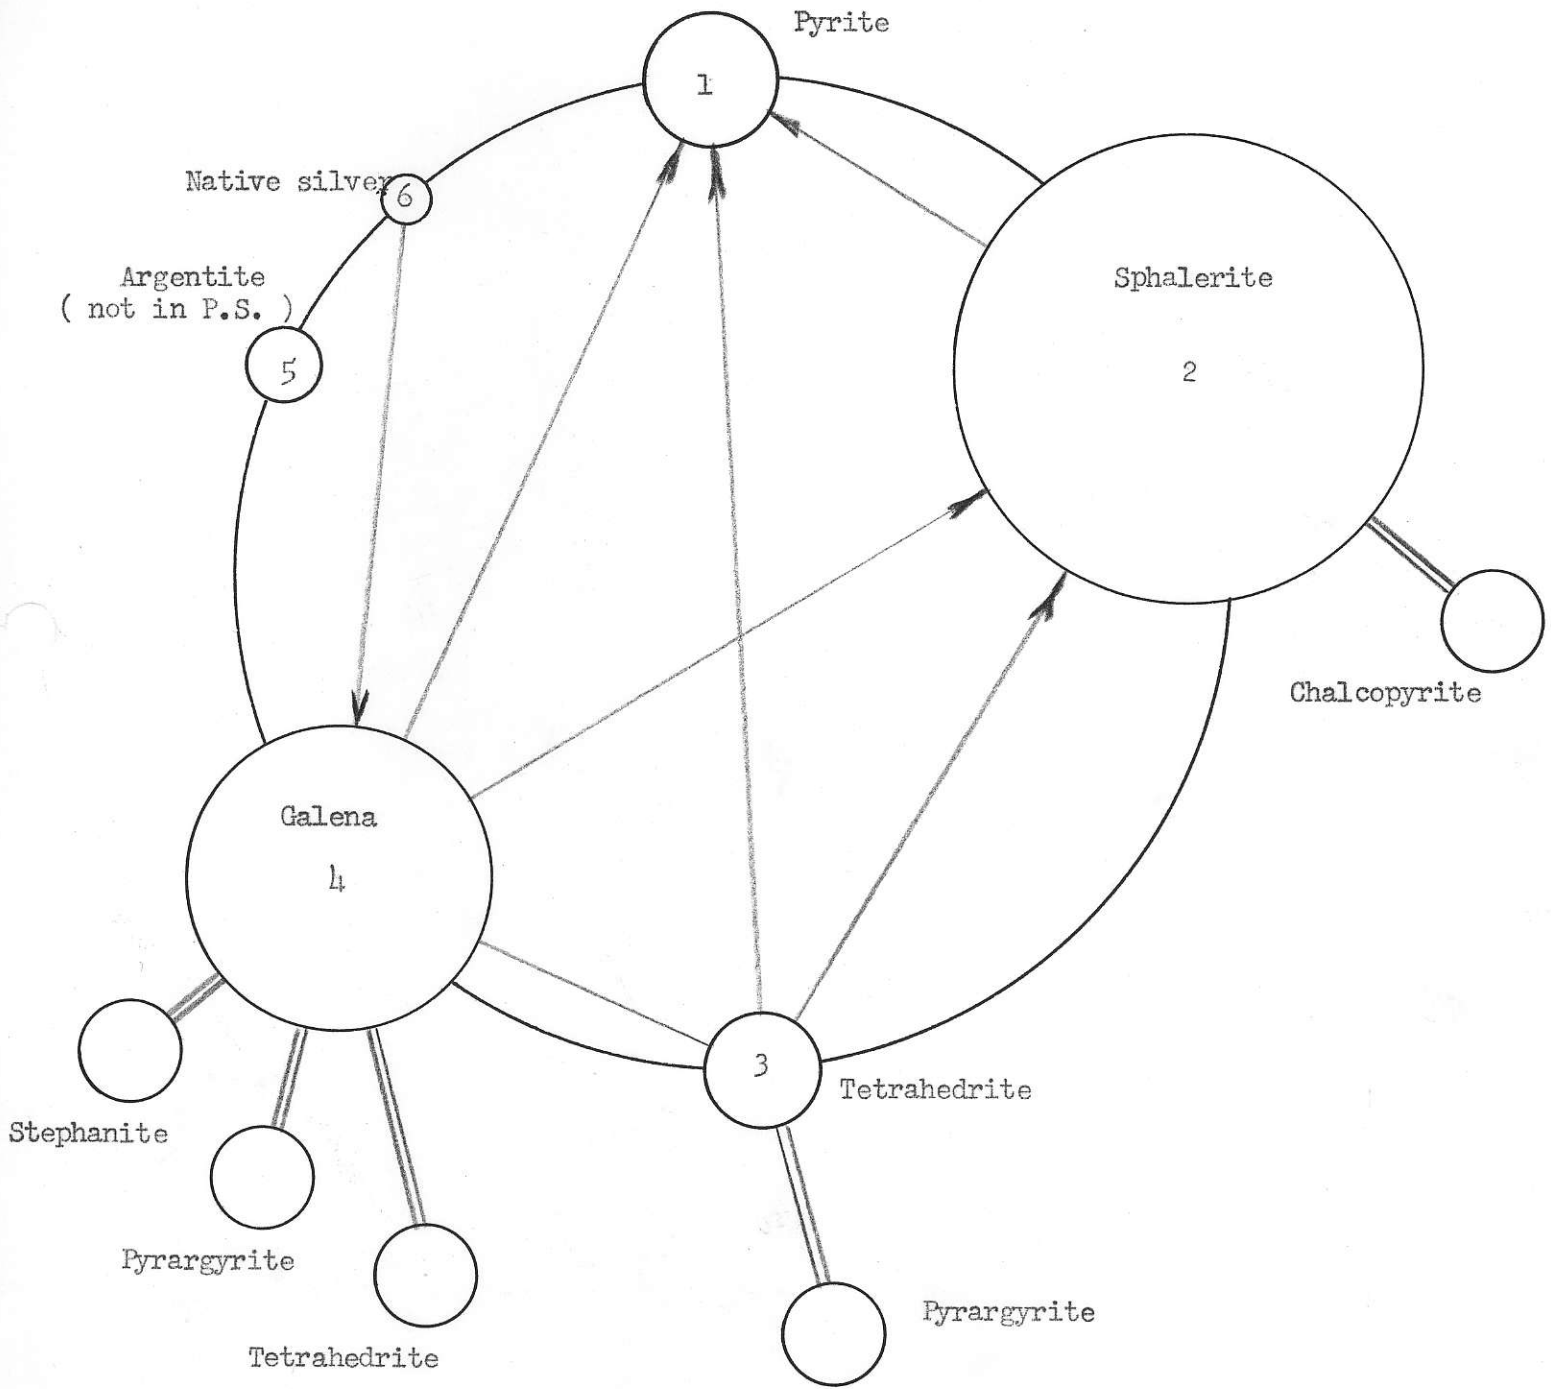 Pyrite
1
Native silver
6
Argentite
( not in P.S. )
5
Sphalerite
2
Chalcopyrite
Galena
4
3
Tetrahedrite
Stephanite
Pyrargyrite
Tetrahedrite
Pyrargyrite